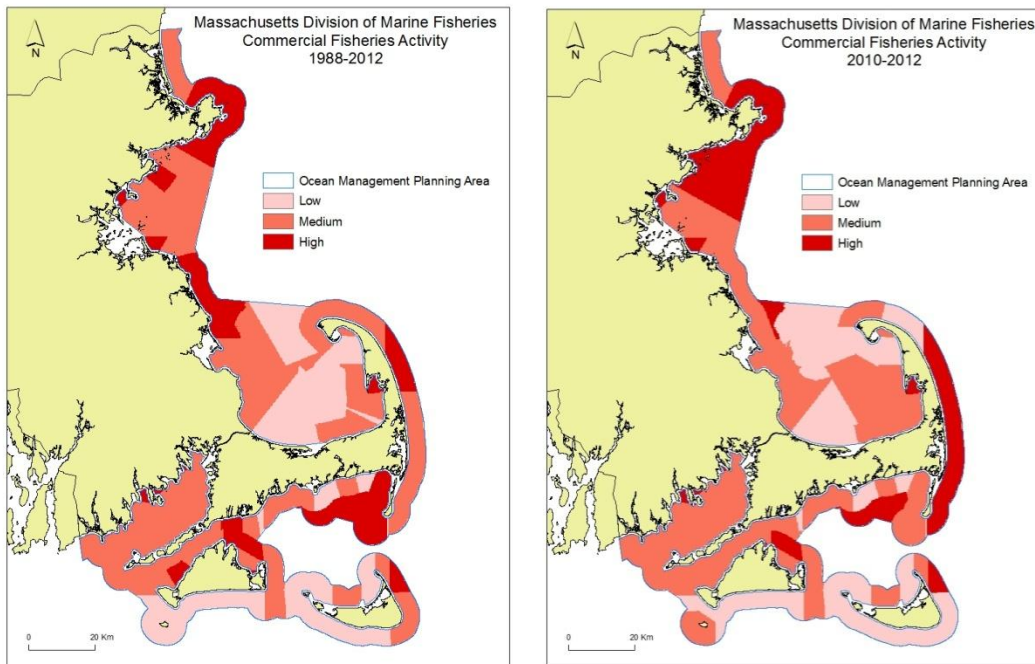 Massachusetts Division of Marine Fisheries
Commercial Fisheries Activity
1988-2012
N
Ocean Management Planning Area
Low
Medium
High
0 20 Km
Massachusetts Division of Marine Fisheries
Commercial Fisheries Activity
2010-2012
N
Ocean Management Planning Area
Low
Medium
High
0 20 Km